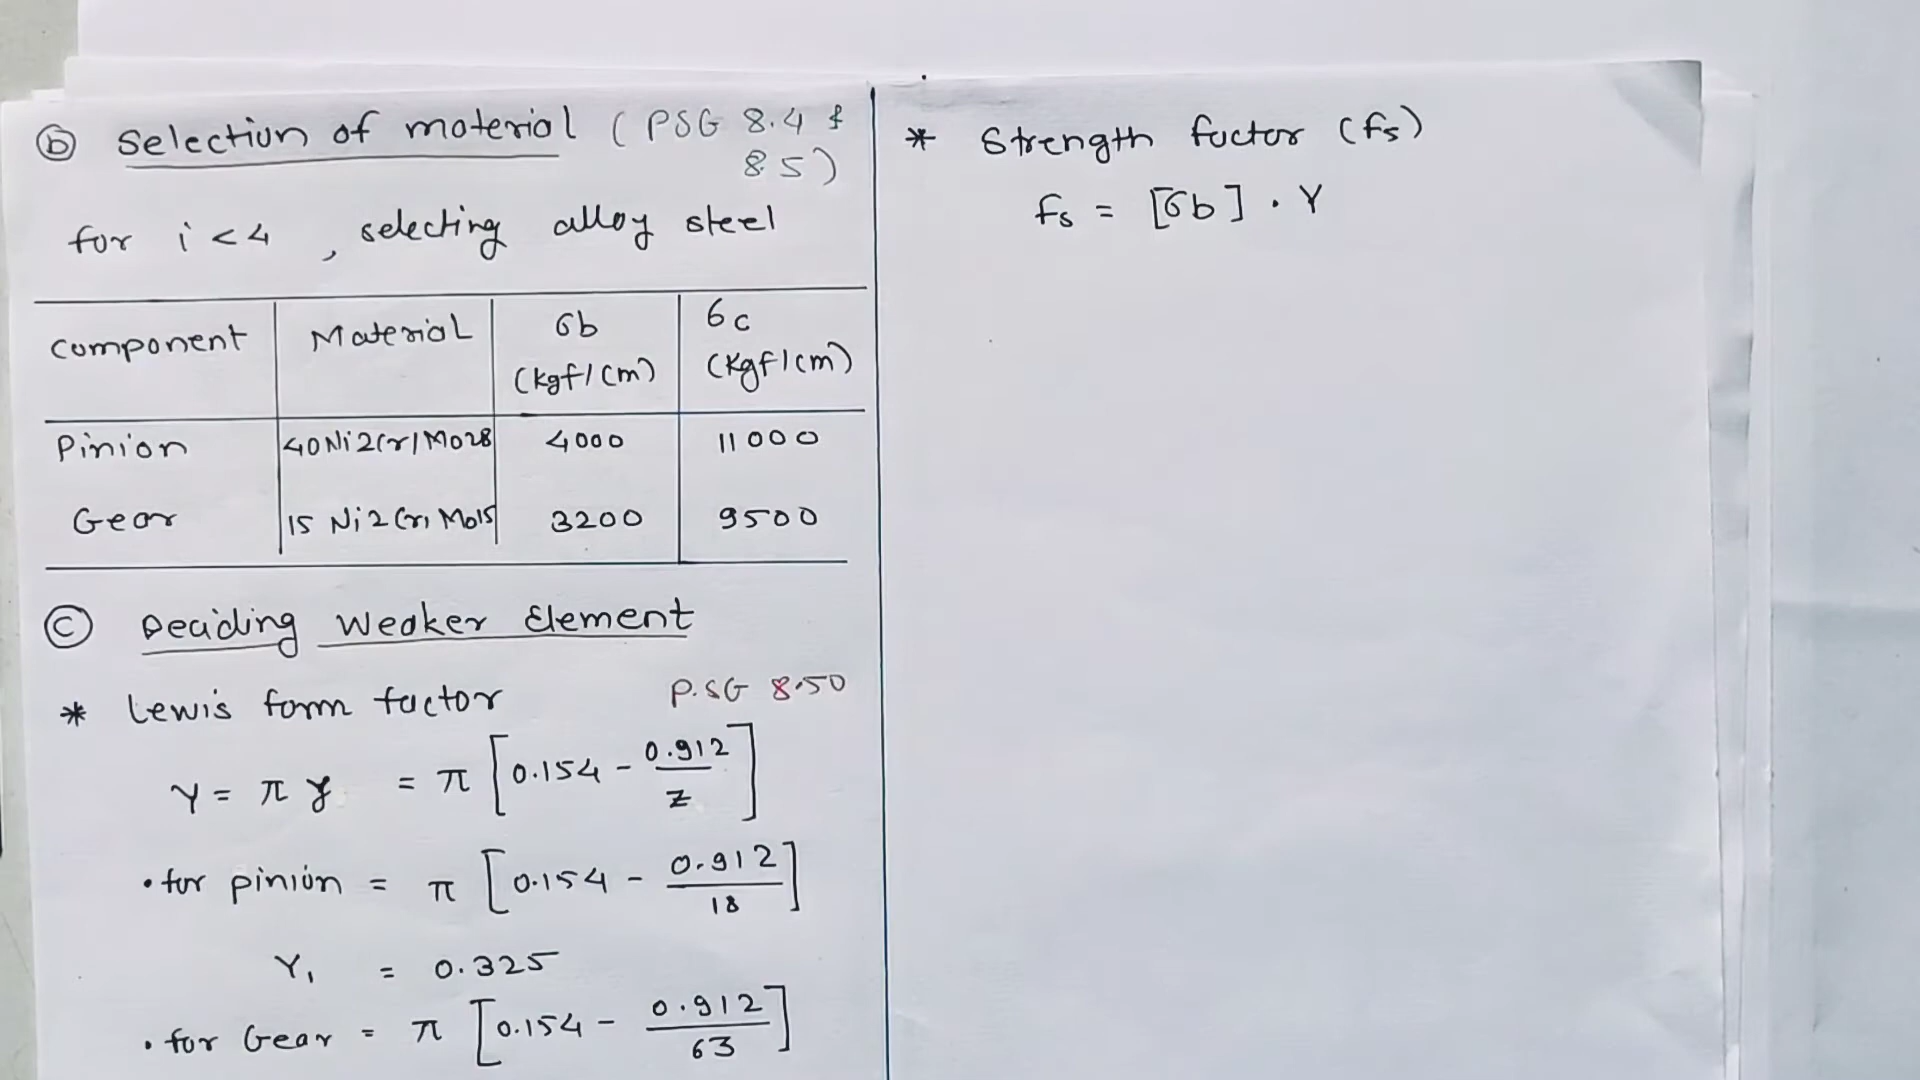 ⓑ Selection of material (PSG 8.4 &
8.5)
for i < 4 , selecting alloy steel
Component Material σb (kgf/cm) σc (kgf/cm)
Pinion 40Ni2Cr1Mo28 4000 11000
Gear 15 Ni2Cr1Mo15 3200 9500
ⓒ Deciding Weaker Element
* Lewis form factor P.SG 8.50
Y = π y = π [0.154 - 0.912/z]
• for pinion = π [0.154 - 0.912/18]
Y1 = 0.325
• for Gear = π [0.154 - 0.912/63]
* Strength factor (fs)
fs = [σb] . Y